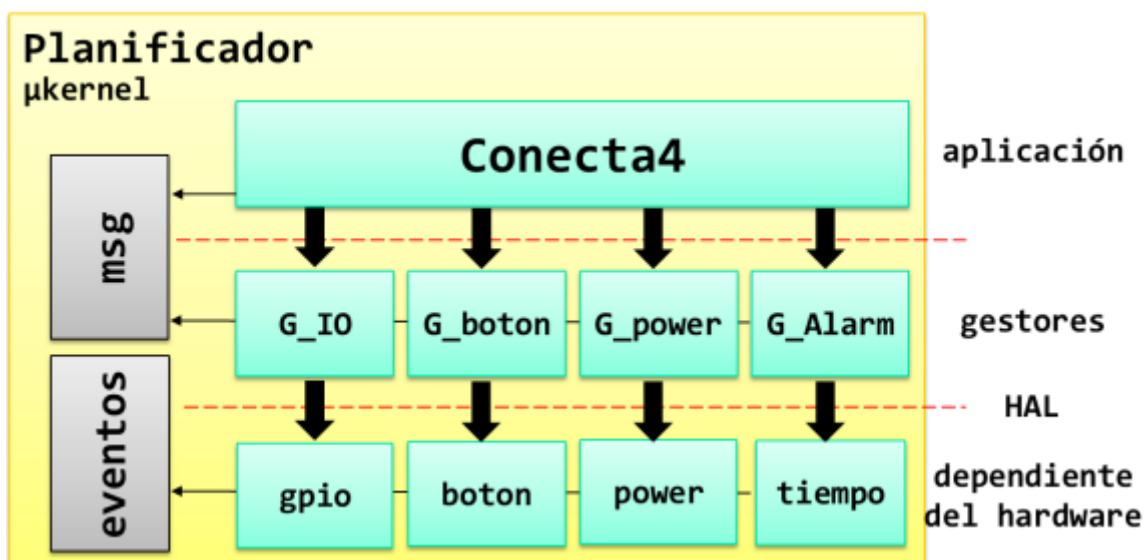 Planificador
μkernel
Conecta4
aplicación
msg
G_IO
G_boton
G_power
G_Alarm
gestores
HAL
eventos
gpio
boton
power
tiempo
dependiente
del hardware